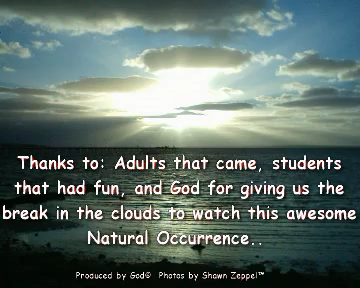 Thanks to: Adults that came, students
that had fun, and God for giving us the
break in the clouds to watch this awesome
Natural Occurrence..
Produced by God© Photos by Shawn Zeppel™